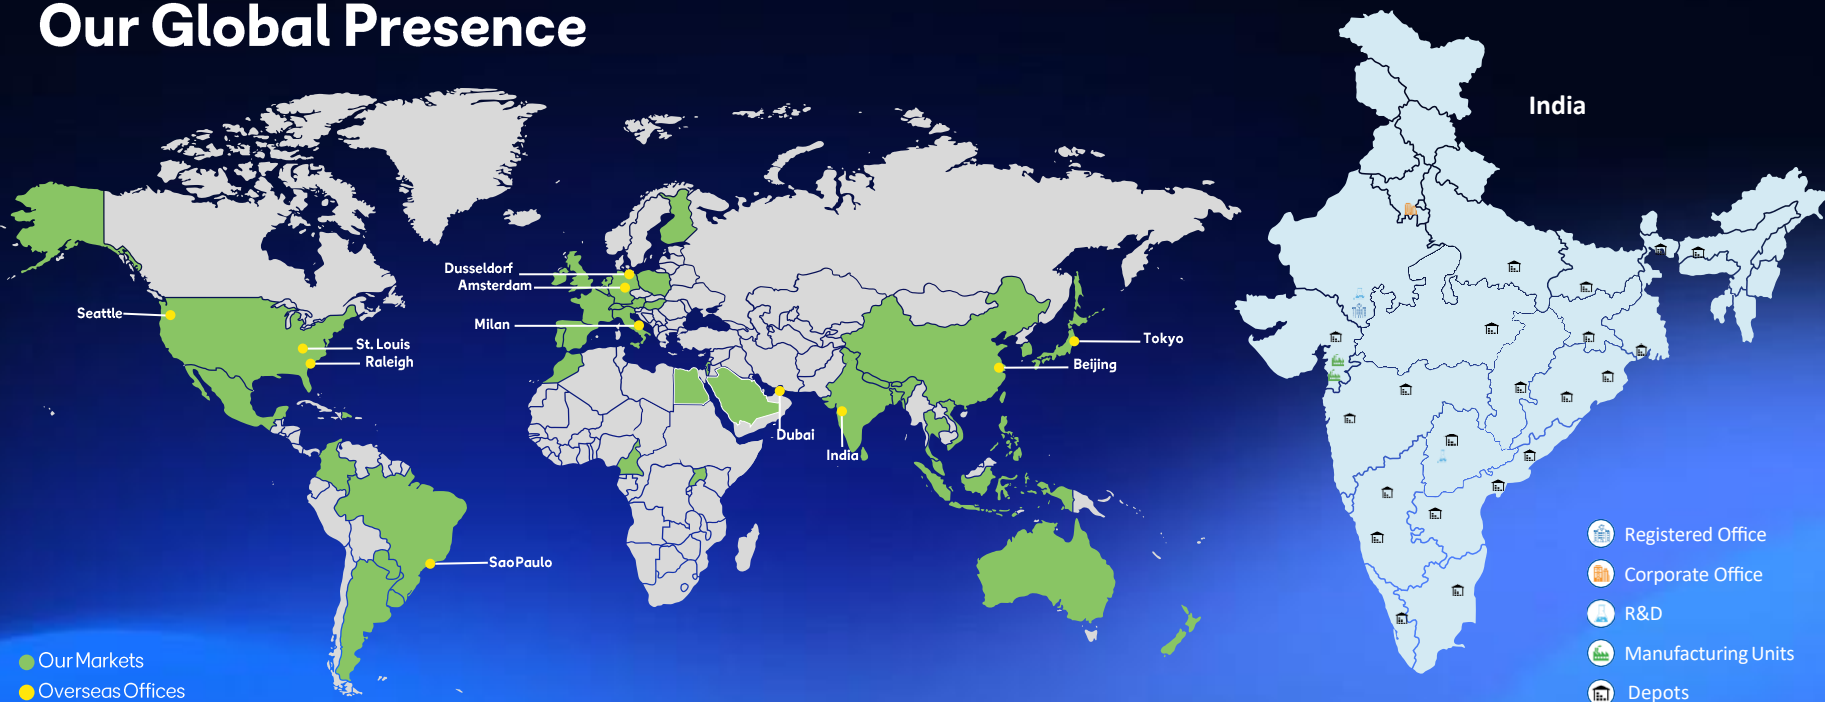 Our Global Presence
India
Dusseldorf
Amsterdam
Seattle
Milan
St. Louis
Raleigh
Tokyo
Beijing
Dubai
India
SaoPaulo
Registered Office
Corporate Office
R&D
Manufacturing Units
Depots
Our Markets
Overseas Offices